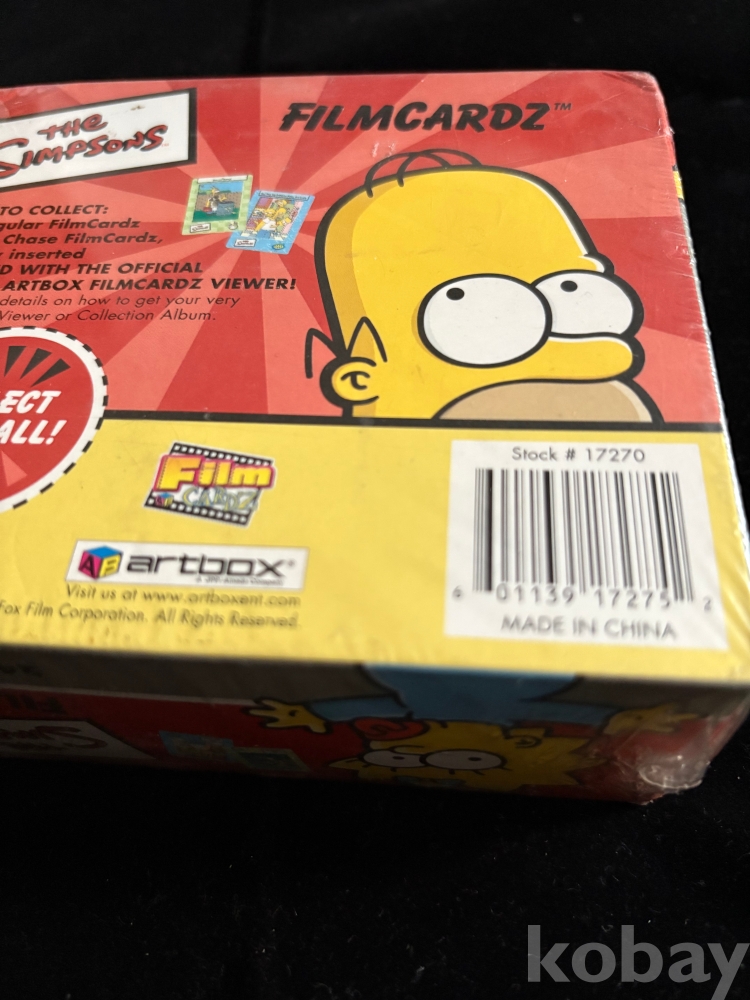 THE
SIMPSONS
FILMCARDZ™
TO COLLECT:
gular FilmCardz
Chase FilmCardz,
inserted
D WITH THE OFFICIAL
ARTBOX FILMCARDZ VIEWER!
details on how to get your very
Viewer or Collection Album.
ECT
ALL!
Film
CARDZ
artbox®
Visit us at www.artboxent.com
Fox Film Corporation. All Rights Reserved.
Stock # 17270
6 01139 17275 2
MADE IN CHINA
kobay